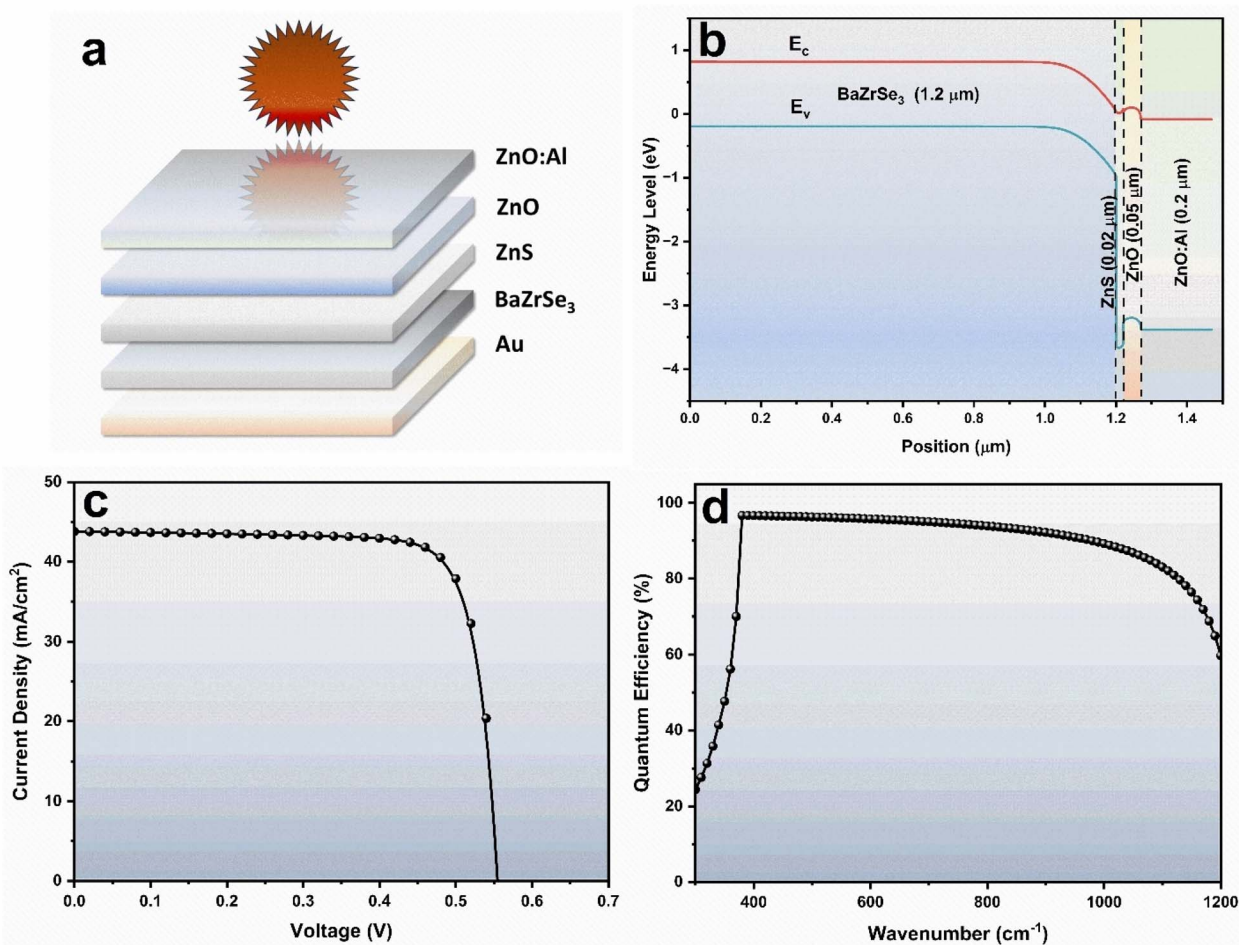 a
ZnO:Al
ZnO
ZnS
BaZrSe₃
Au
b
Energy Level (eV)
1
0
−1
−2
−3
−4
E_c
BaZrSe₃ (1.2 μm)
E_v
ZnS (0.02 μm)
ZnO (0.05 μm)
ZnO:Al (0.2 μm)
0.0 0.2 0.4 0.6 0.8 1.0 1.2 1.4
Position (μm)
c
Current Density (mA/cm²)
50
40
30
20
10
0
0.0 0.1 0.2 0.3 0.4 0.5 0.6 0.7
Voltage (V)
d
Quantum Efficiency (%)
100
80
60
40
20
0
400 600 800 1000 1200
Wavenumber (cm⁻¹)